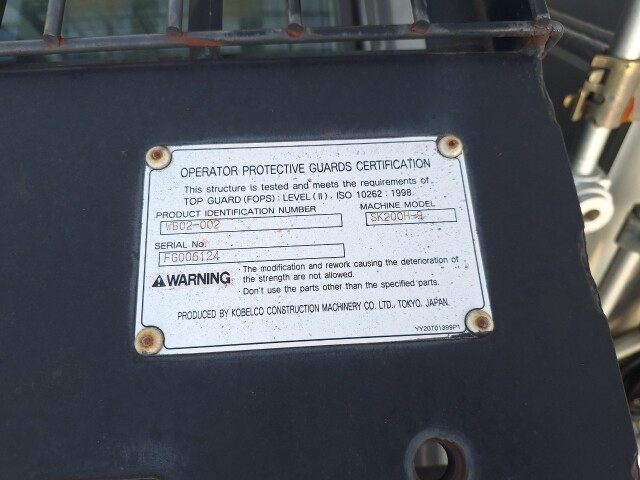 OPERATOR PROTECTIVE GUARDS CERTIFICATION
This structure is tested and meets the requirements of
TOP GUARD (FOPS) : LEVEL (II), ISO 10262 : 1998.
PRODUCT IDENTIFICATION NUMBER
WB02-002
MACHINE MODEL
SK200H-9
SERIAL No.
FG006124
WARNING
· The modification and rework causing the deterioration of
the strength are not allowed.
· Don't use the parts other than the specified parts.
PRODUCED BY KOBELCO CONSTRUCTION MACHINERY CO. LTD., TOKYO, JAPAN.
YY20T01399P1